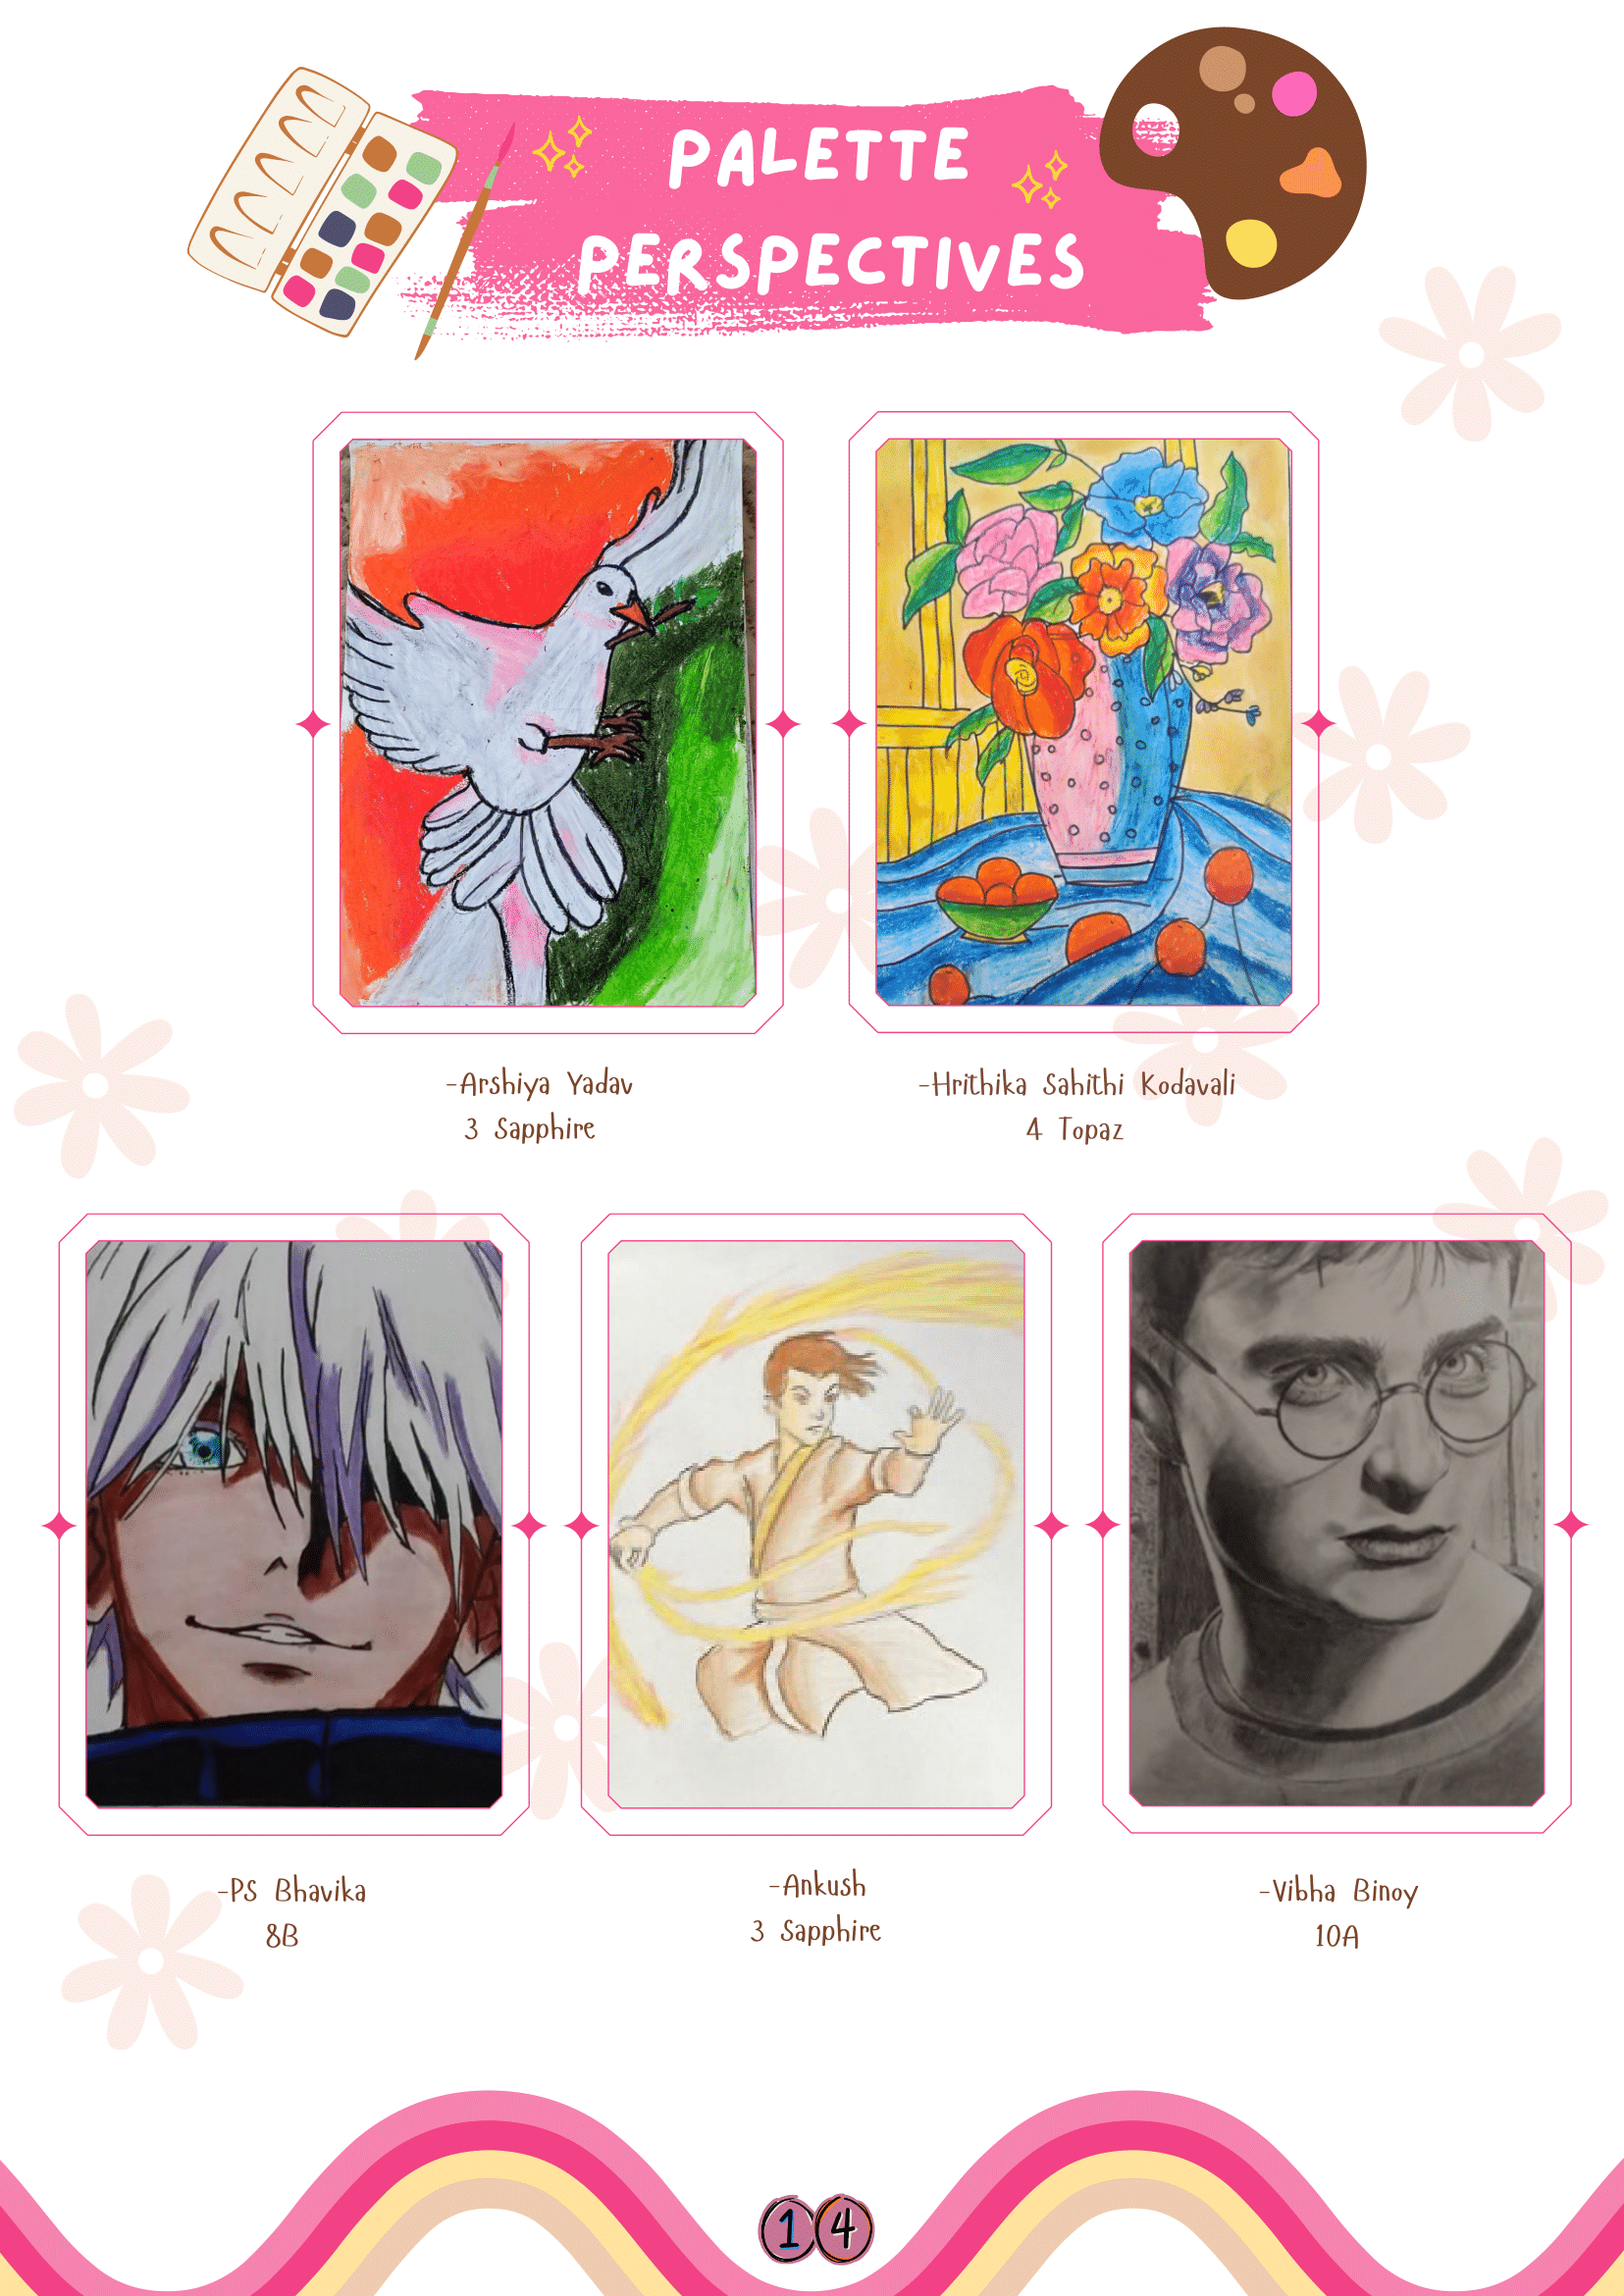 PALETTE
PERSPECTIVES
-Arshiya Yadav
3 Sapphire
-Hrithika Sahithi Kodavali
4 Topaz
-PS Bhavika
8B
-Ankush
3 Sapphire
-Vibha Binoy
10A
14